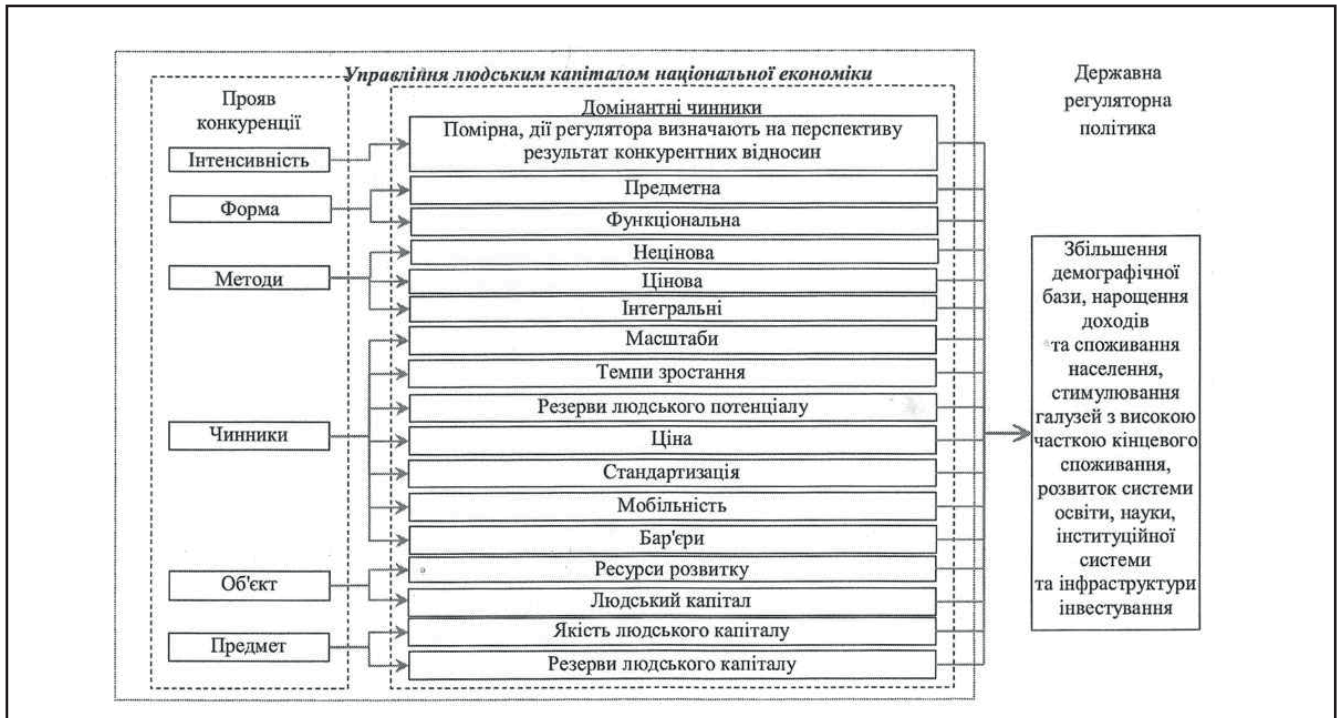 Управління людським капіталом національної економіки
Прояв
конкуренції
Інтенсивність
Форма
Методи
Чинники
Об'єкт
Предмет
Домінантні чинники
Помірна, дії регулятора визначають на перспективу
результат конкурентних відносин
Предметна
Функціональна
Нецінова
Цінова
Інтегральні
Масштаби
Темпи зростання
Резерви людського потенціалу
Ціна
Стандартизація
Мобільність
Бар'єри
Ресурси розвитку
Людський капітал
Якість людського капіталу
Резерви людського капіталу
Державна
регуляторна
політика
Збільшення
демографічної
бази, нарощення
доходів
та споживання
населення,
стимулювання
галузей з високою
часткою кінцевого
споживання,
розвиток системи
освіти, науки,
інституційної
системи
та інфраструктури
інвестування